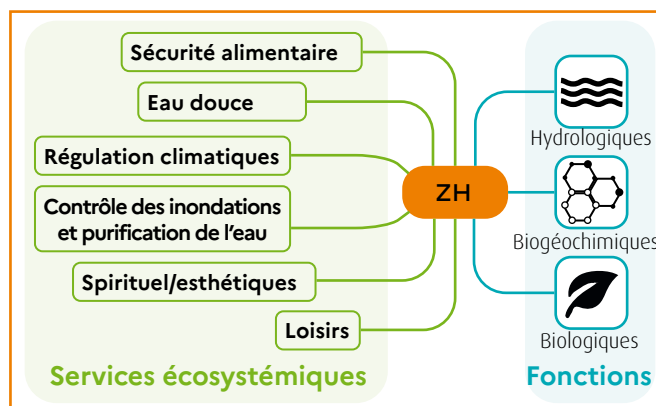 Sécurité alimentaire
Eau douce
Régulation climatiques
Contrôle des inondations
et purification de l'eau
Spirituel/esthétiques
Loisirs
Services écosystémiques
ZH
Hydrologiques
Biogéochimiques
Biologiques
Fonctions